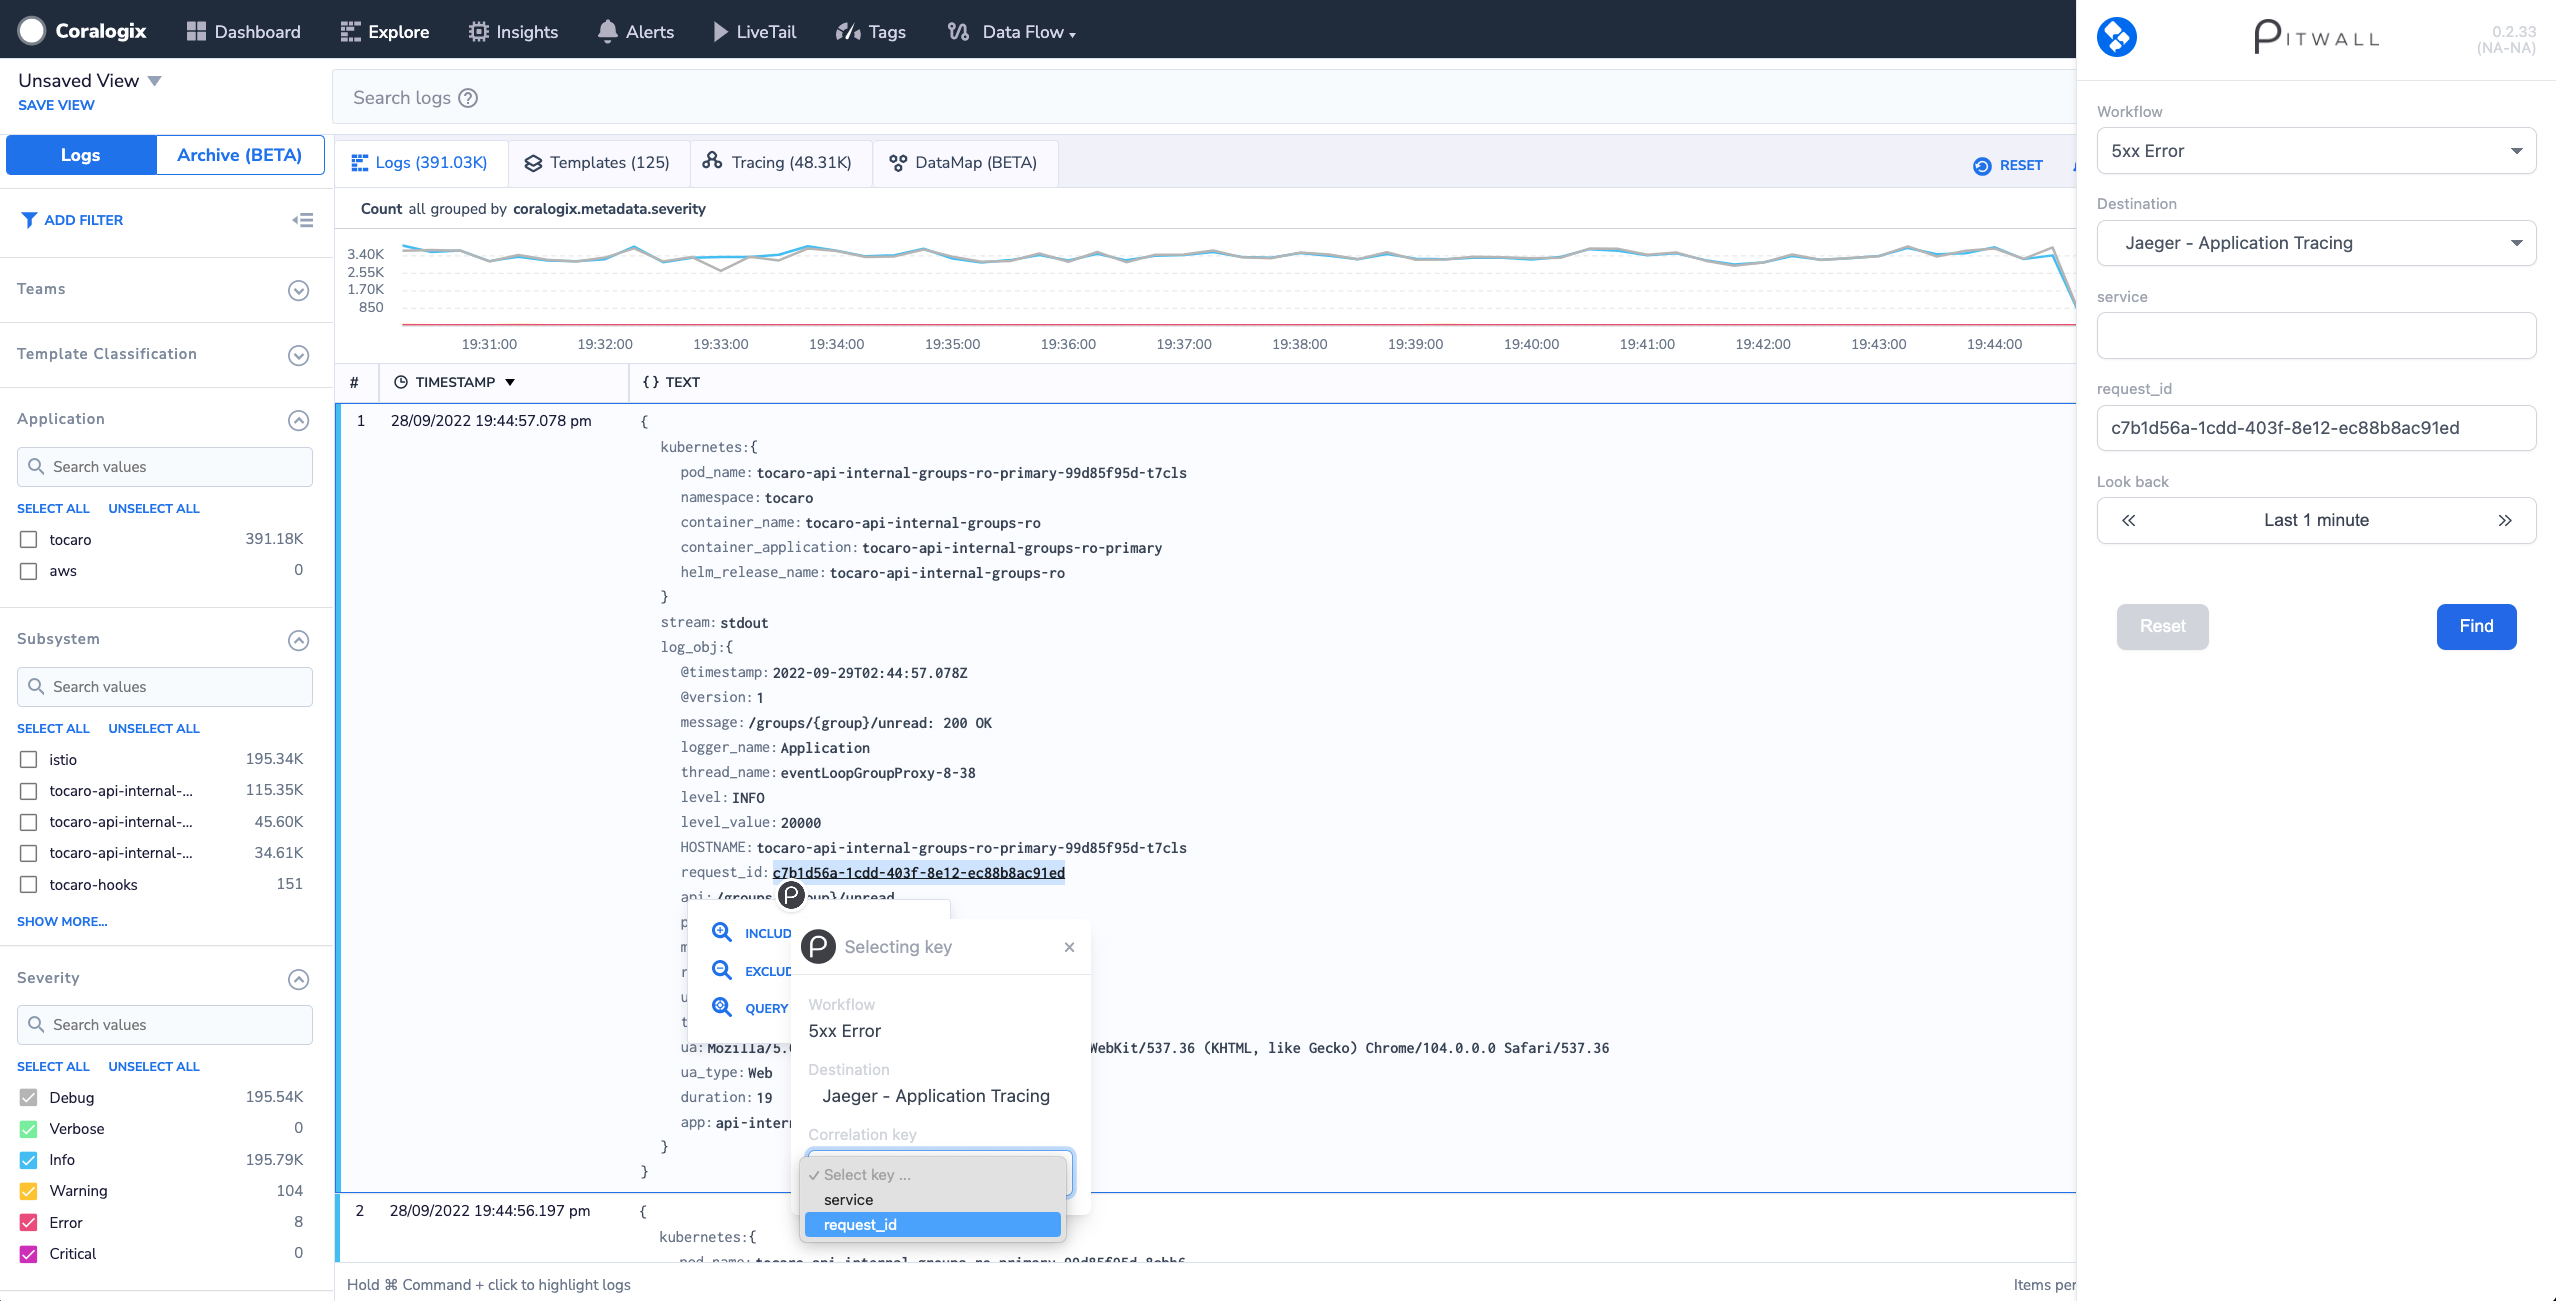 Coralogix Dashboard Explore Insights Alerts LiveTail Tags Data Flow
Unsaved View
SAVE VIEW
Search logs ?
Logs Archive (BETA)
Logs (391.03K) Templates (125) Tracing (48.31K) DataMap (BETA) RESET
ADD FILTER
Count all grouped by coralogix.metadata.severity
3.40K
2.55K
1.70K
850
19:31:00 19:32:00 19:33:00 19:34:00 19:35:00 19:36:00 19:37:00 19:38:00 19:39:00 19:40:00 19:41:00 19:42:00 19:43:00 19:44:00
Teams
Template Classification
Application
Search values
SELECT ALL UNSELECT ALL
tocaro 391.18K
aws 0
Subsystem
Search values
SELECT ALL UNSELECT ALL
istio 195.34K
tocaro-api-internal-... 115.35K
tocaro-api-internal-... 45.60K
tocaro-api-internal-... 34.61K
tocaro-hooks 151
SHOW MORE...
Severity
Search values
SELECT ALL UNSELECT ALL
Debug 195.54K
Verbose 0
Info 195.79K
Warning 104
Error 8
Critical 0
# TIMESTAMP {} TEXT
1 28/09/2022 19:44:57.078 pm {
kubernetes:{
pod_name: tocaro-api-internal-groups-ro-primary-99d85f95d-t7cls
namespace: tocaro
container_name: tocaro-api-internal-groups-ro
container_application: tocaro-api-internal-groups-ro-primary
helm_release_name: tocaro-api-internal-groups-ro
}
stream: stdout
log_obj:{
@timestamp: 2022-09-29T02:44:57.078Z
@version: 1
message: /groups/{group}/unread: 200 OK
logger_name: Application
thread_name: eventLoopGroupProxy-8-38
level: INFO
level_value: 20000
HOSTNAME: tocaro-api-internal-groups-ro-primary-99d85f95d-t7cls
request_id: c7b1d56a-1cdd-403f-8e12-ec88b8ac91ed
api:
INCLUD
EXCLUD
QUERY
P Selecting key ×
Workflow
5xx Error
Destination
Jaeger - Application Tracing
Correlation key
✓ Select key ...
service
request_id
ua: Mozilla/5. WebKit/537.36 (KHTML, like Gecko) Chrome/104.0.0.0 Safari/537.36
ua_type: Web
duration: 19
app: api-inter
}
}
2 28/09/2022 19:44:56.197 pm {
kubernetes:{
Hold ⌘ Command + click to highlight logs
Items per
PITWALL
0.2.33
(NA-NA)
Workflow
5xx Error
Destination
Jaeger - Application Tracing
service
request_id
c7b1d56a-1cdd-403f-8e12-ec88b8ac91ed
Look back
« Last 1 minute »
Reset Find